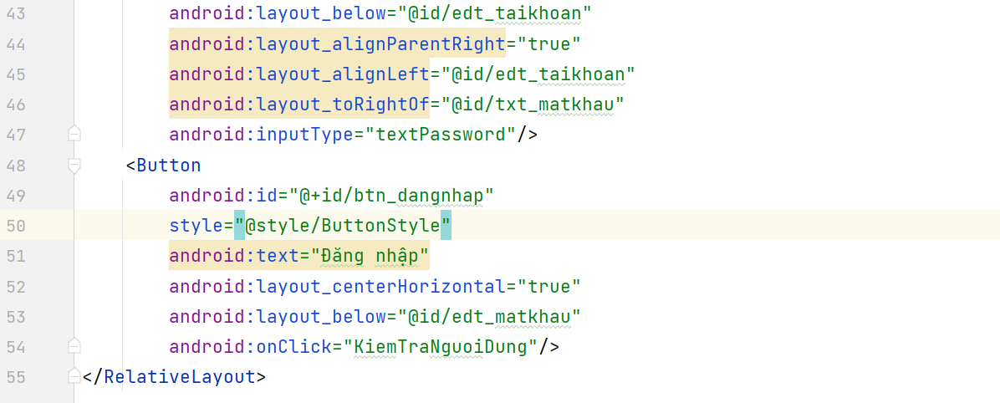 43 android:layout_below="@id/edt_taikhoan"
44 android:layout_alignParentRight="true"
45 android:layout_alignLeft="@id/edt_taikhoan"
46 android:layout_toRightOf="@id/txt_matkhau"
47 android:inputType="textPassword"/>
48 <Button
49 android:id="@+id/btn_dangnhap"
50 style="@style/ButtonStyle"
51 android:text="Đăng nhập"
52 android:layout_centerHorizontal="true"
53 android:layout_below="@id/edt_matkhau"
54 android:onClick="KiemTraNguoiDung"/>
55 </RelativeLayout>